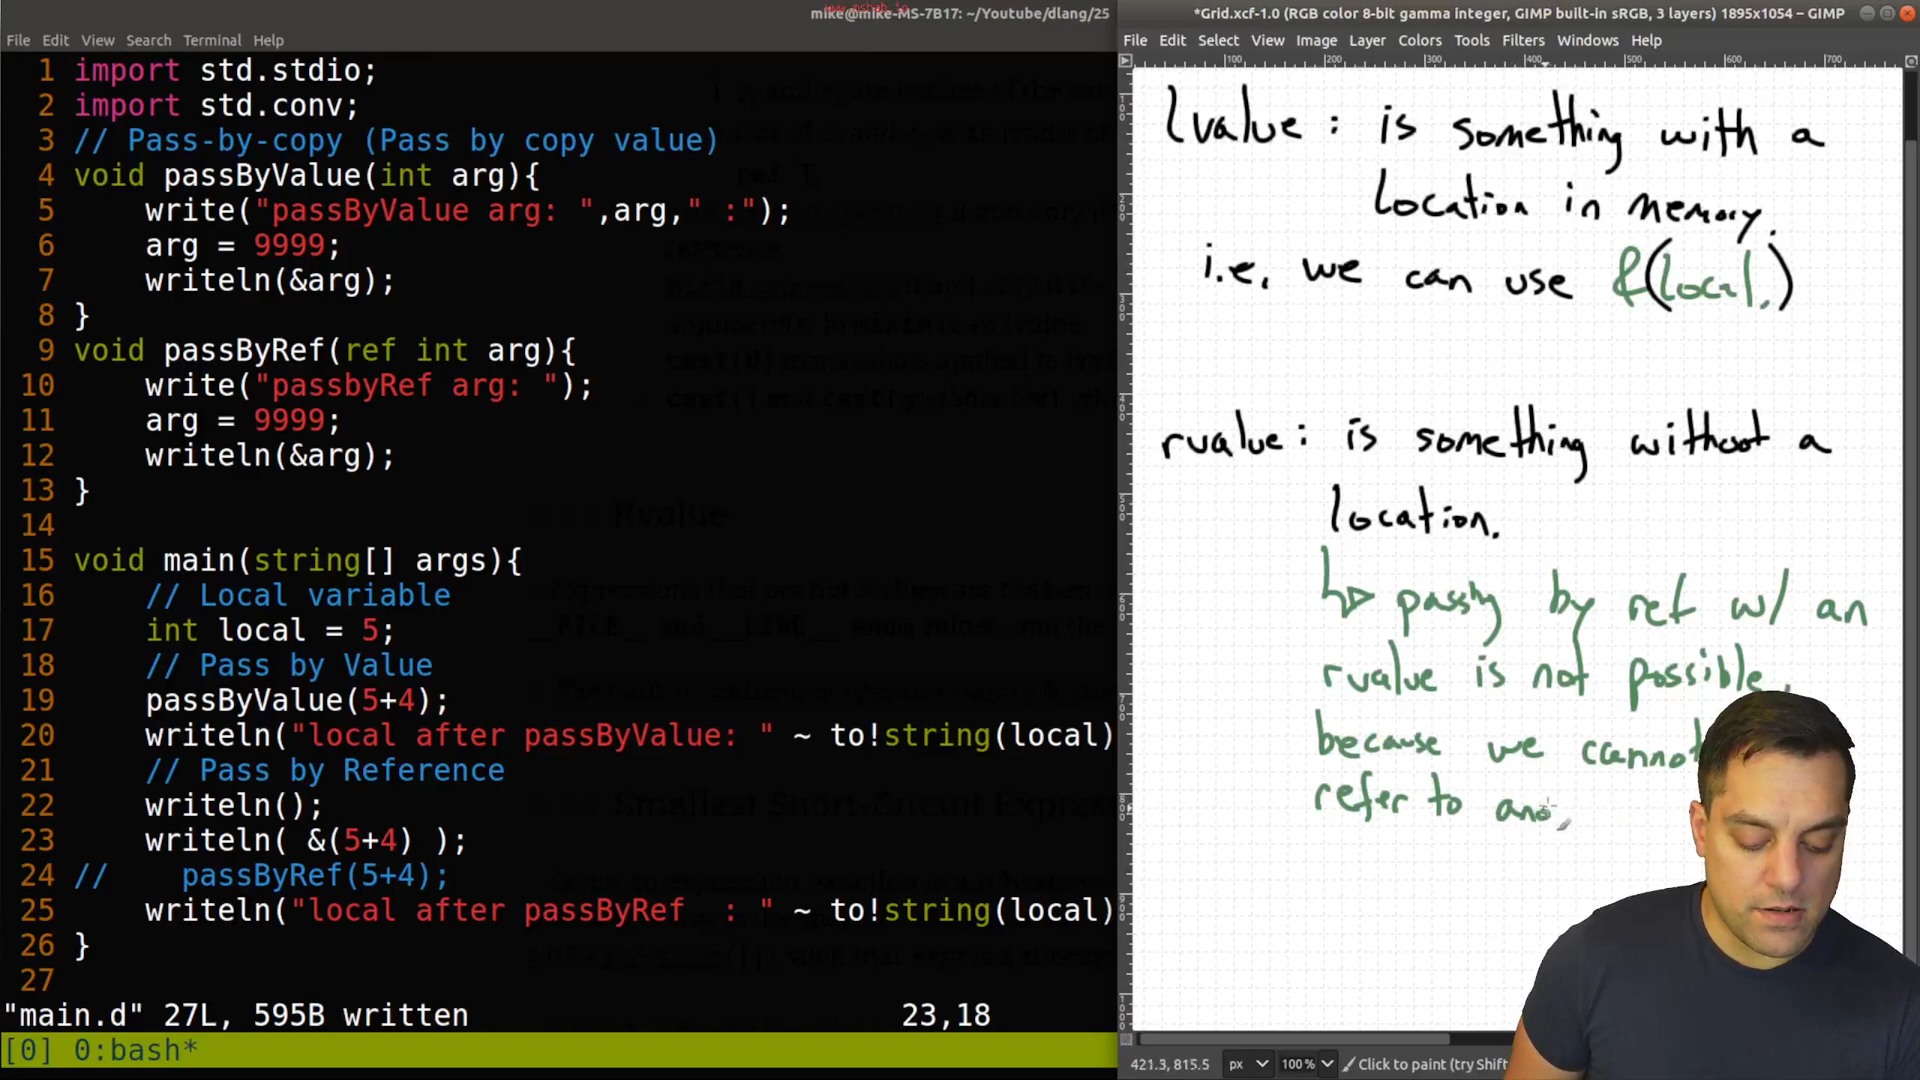 www.mshah.io
mike@mike-MS-7B17: ~/Youtube/dlang/25
File Edit View Search Terminal Help
1 import std.stdio;
2 import std.conv;
3 // Pass-by-copy (Pass by copy value)
4 void passByValue(int arg){
5 write("passByValue arg: ",arg," :");
6 arg = 9999;
7 writeln(&arg);
8 }
9 void passByRef(ref int arg){
10 write("passbyRef arg: ");
11 arg = 9999;
12 writeln(&arg);
13 }
14
15 void main(string[] args){
16 // Local variable
17 int local = 5;
18 // Pass by Value
19 passByValue(5+4);
20 writeln("local after passByValue: " ~ to!string(local)
21 // Pass by Reference
22 writeln();
23 writeln( &(5+4) );
24 // passByRef(5+4);
25 writeln("local after passByRef : " ~ to!string(local)
26 }
27
"main.d" 27L, 595B written 23,18
[0] 0:bash*
*Grid.xcf-1.0 (RGB color 8-bit gamma integer, GIMP built-in sRGB, 3 layers) 1895x1054 – GIMP
File Edit Select View Image Layer Colors Tools Filters Windows Help
100 200 300 400 500 600 700
lvalue : is something with a
location in memory.
i.e. we can use &(local.)
rvalue : is something without a
location.
↳ passing by ref w/ an
rvalue is not possible.
because we cannot
refer to
421.3, 815.5 px 100% Click to paint (try Shift